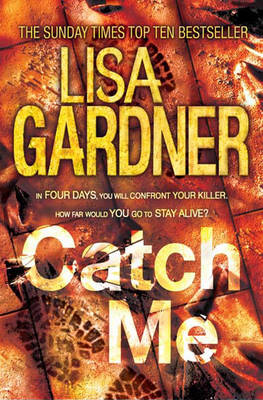 THE SUNDAY TIMES TOP TEN BESTSELLER
LISA
GARDNER
IN FOUR DAYS, YOU WILL CONFRONT YOUR KILLER.
HOW FAR WOULD YOU GO TO STAY ALIVE?
Catch
Me